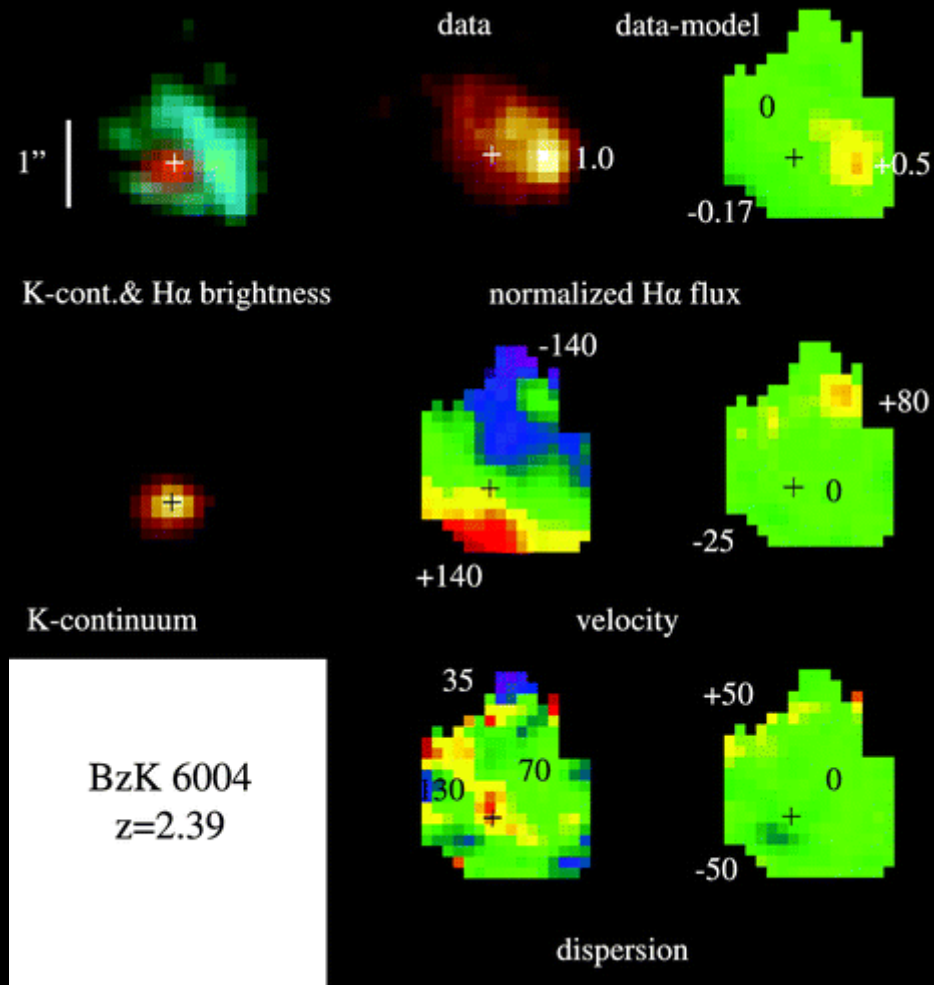 data
data-model
1”
1.0
0
+0.5
-0.17
K-cont.& Hα brightness
normalized Hα flux
-140
+80
0
-25
+140
K-continuum
velocity
35
+50
70
130
0
-50
BzK 6004
z=2.39
dispersion